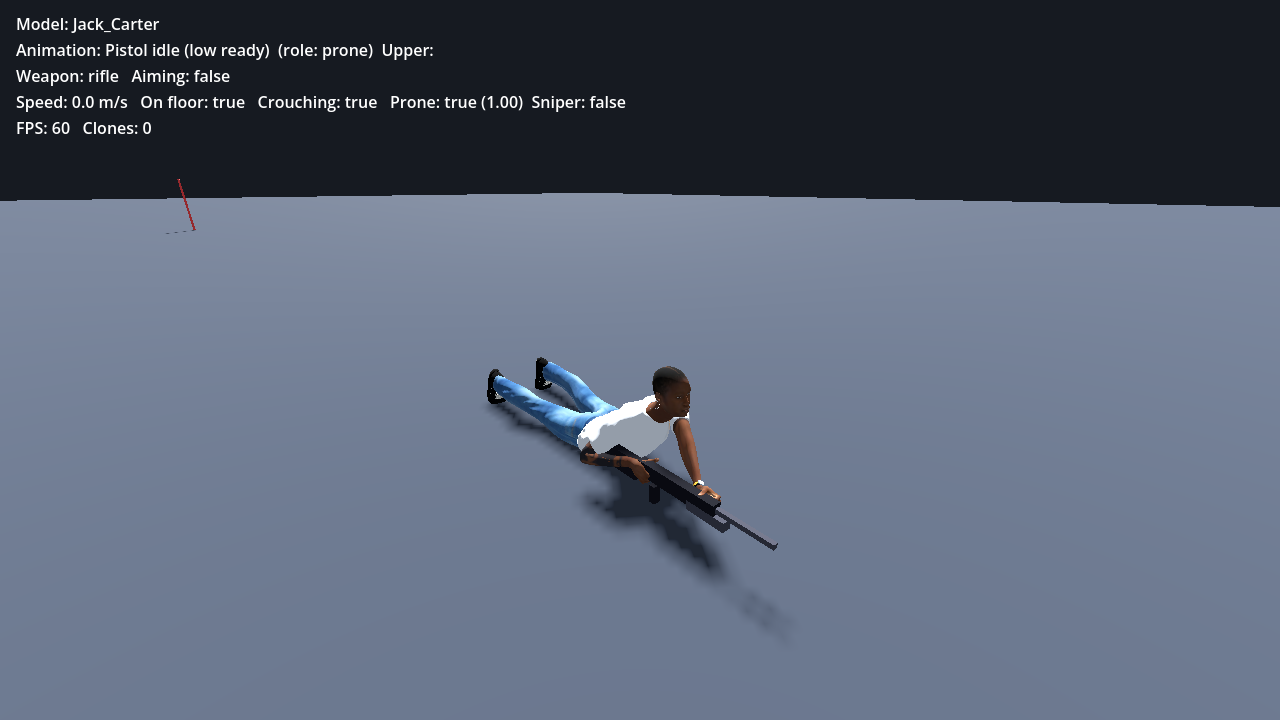 Model: Jack_Carter
Animation: Pistol idle (low ready)  (role: prone)  Upper:
Weapon: rifle   Aiming: false
Speed: 0.0 m/s   On floor: true   Crouching: true   Prone: true (1.00)  Sniper: false
FPS: 60   Clones: 0